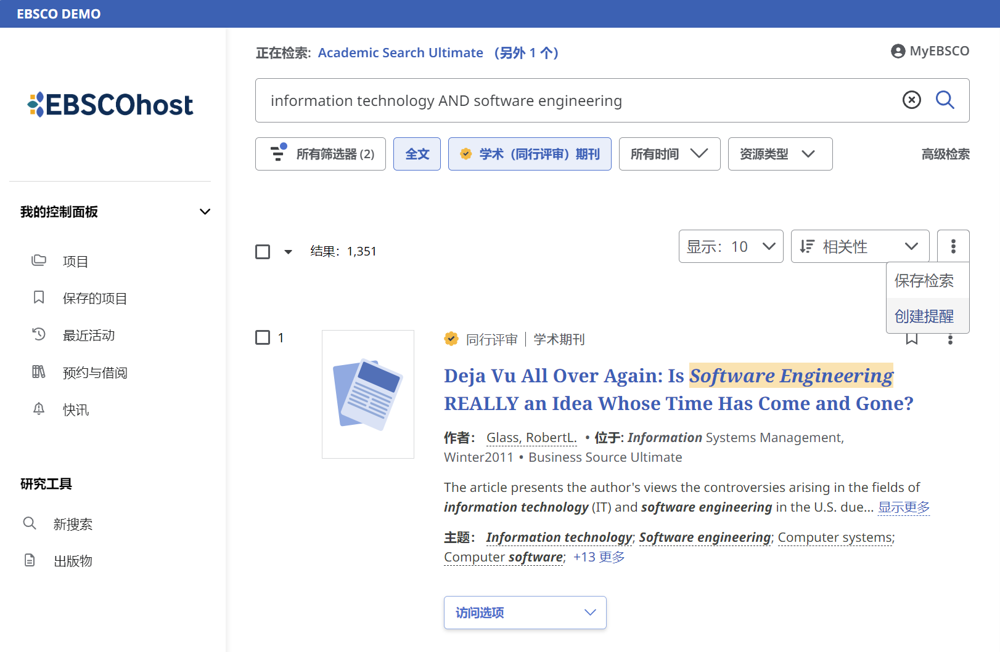 EBSCO DEMO
正在检索: Academic Search Ultimate （另外 1 个）
MyEBSCO
EBSCOhost
information technology AND software engineering
所有筛选器 (2)
全文
学术（同行评审）期刊
所有时间
资源类型
高级检索
我的控制面板
项目
保存的项目
最近活动
预约与借阅
快讯
研究工具
新搜索
出版物
结果：1,351
显示：10
相关性
保存检索
创建提醒
1
同行评审 | 学术期刊
Deja Vu All Over Again: Is Software Engineering
REALLY an Idea Whose Time Has Come and Gone?
作者： Glass, RobertL. • 位于: Information Systems Management,
Winter2011 • Business Source Ultimate
The article presents the author's views the controversies arising in the fields of
information technology (IT) and software engineering in the U.S. due... 显示更多
主题： Information technology; Software engineering; Computer systems;
Computer software; +13 更多
访问选项